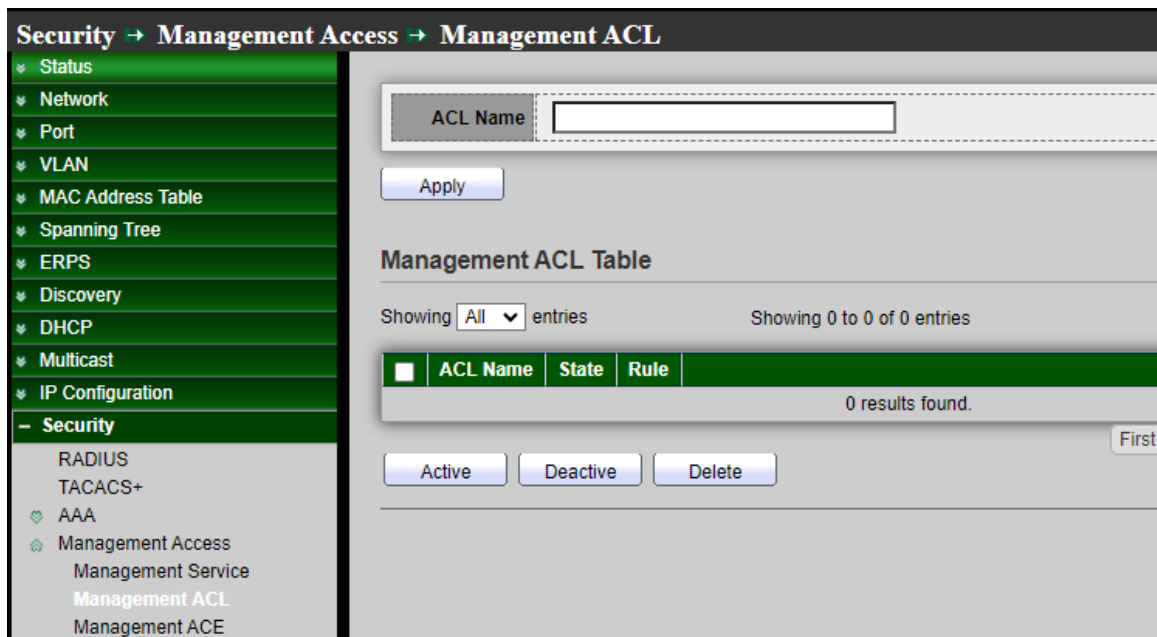 Security → Management Access → Management ACL
Status
Network
Port
VLAN
MAC Address Table
Spanning Tree
ERPS
Discovery
DHCP
Multicast
IP Configuration
Security
RADIUS
TACACS+
AAA
Management Access
Management Service
Management ACL
Management ACE
ACL Name
Apply
Management ACL Table
Showing All entries Showing 0 to 0 of 0 entries
ACL Name State Rule
0 results found.
First
Active Deactive Delete